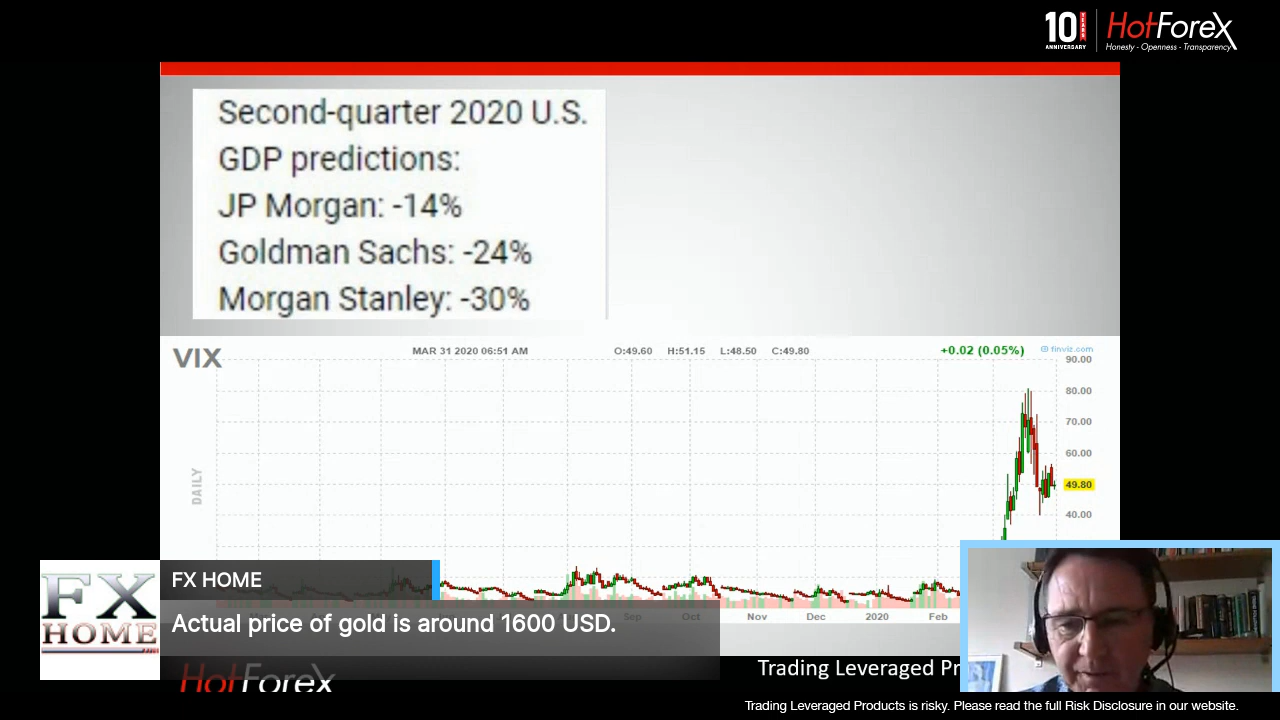 10 YEARS ANNIVERSARY
HotForex
Honesty - Openness - Transparency
Second-quarter 2020 U.S.
GDP predictions:
JP Morgan: -14%
Goldman Sachs: -24%
Morgan Stanley: -30%
VIX
MAR 31 2020 06:51 AM O:49.60 H:51.15 L:48.50 C:49.80
+0.02 (0.05%)
finviz.com
90.00
80.00
70.00
60.00
49.80
40.00
DAILY
Sep Oct Nov Dec 2020 Feb
FX HOME
FX HOME
Actual price of gold is around 1600 USD.
HotForex
Trading Leveraged Pr
Trading Leveraged Products is risky. Please read the full Risk Disclosure in our website.